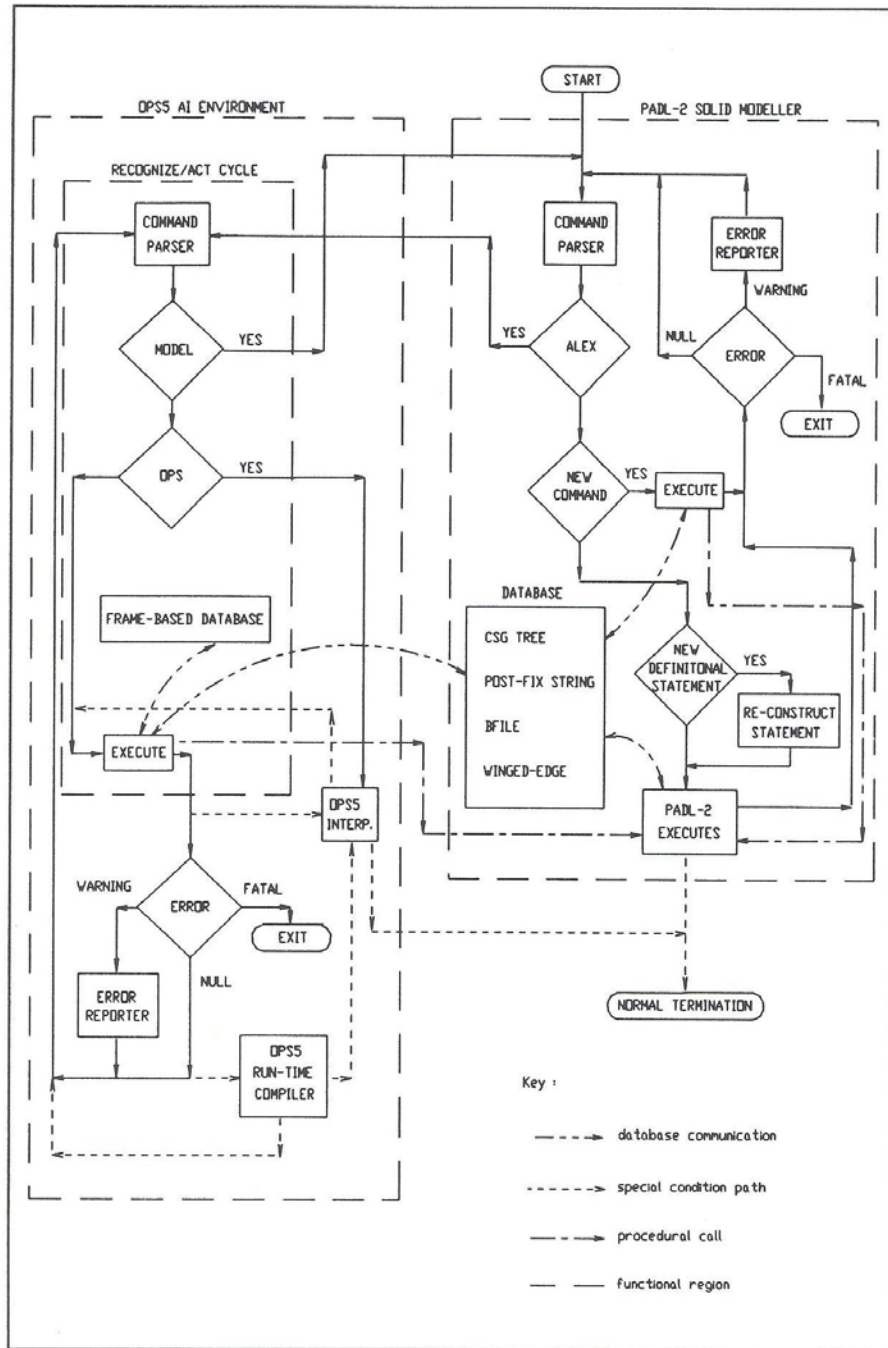 START
OPS5 AI ENVIRONMENT
PADL-2 SOLID MODELLER
RECOGNIZE/ACT CYCLE
COMMAND
PARSER
COMMAND
PARSER
ERROR
REPORTER
WARNING
MODEL
YES
YES
ALEX
NULL
ERROR
FATAL
EXIT
OPS
YES
NEW
COMMAND
YES
EXECUTE
DATABASE
FRAME-BASED DATABASE
CSG TREE
POST-FIX STRING
BFILE
WINGED-EDGE
NEW
DEFINITONAL
STATEMENT
YES
RE-CONSTRUCT
STATEMENT
EXECUTE
OPS5
INTERP.
PADL-2
EXECUTES
WARNING
ERROR
FATAL
EXIT
NULL
ERROR
REPORTER
NORMAL TERMINATION
OPS5
RUN-TIME
COMPILER
Key :
database communication
special condition path
procedural call
functional region